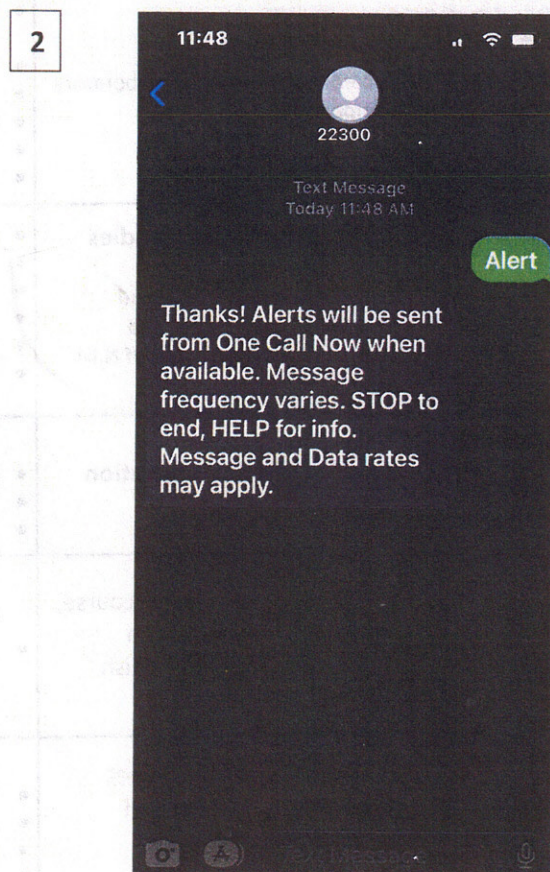 2
11:48
22300
Text Message
Today 11:48 AM
Alert
Thanks! Alerts will be sent
from One Call Now when
available. Message
frequency varies. STOP to
end, HELP for info.
Message and Data rates
may apply.